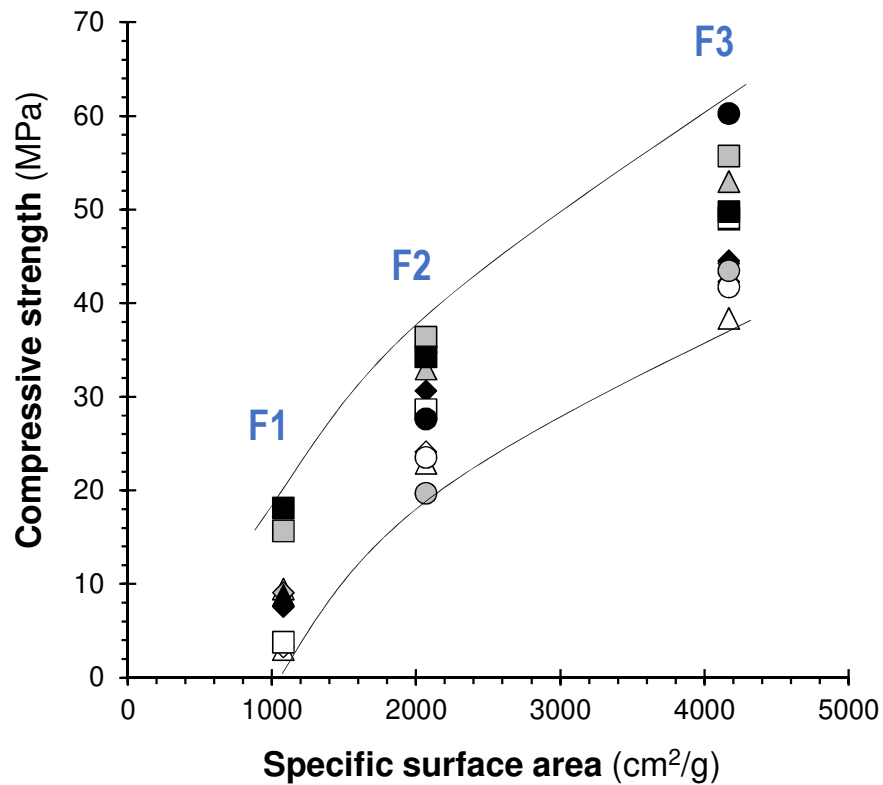 70
60
50
40
30
20
10
0
Compressive strength (MPa)
F1
F2
F3
0 1000 2000 3000 4000 5000
Specific surface area (cm²/g)